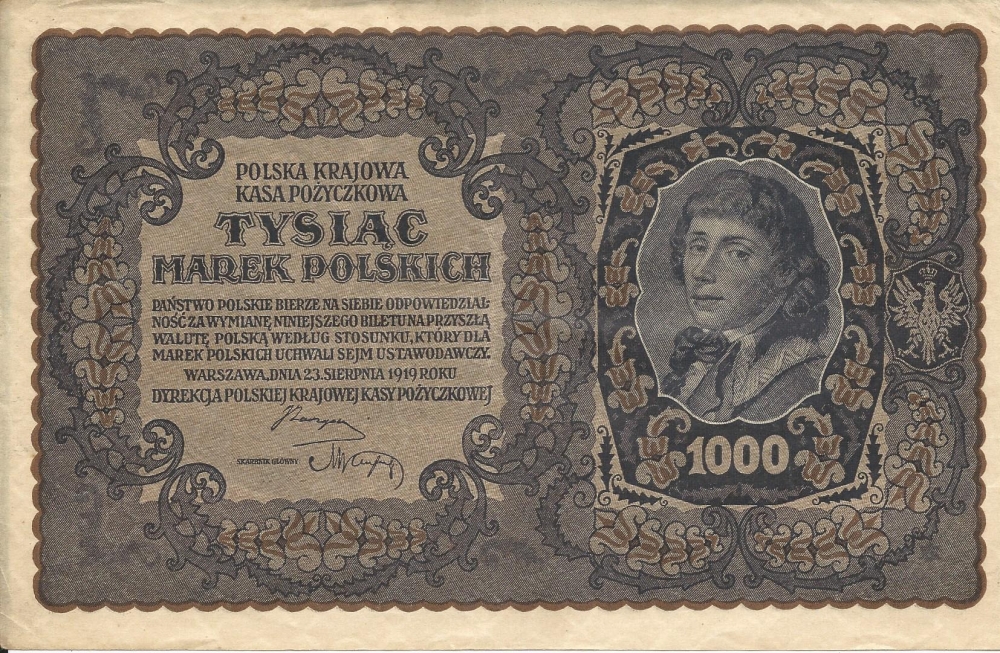 POLSKA KRAJOWA
KASA POŻYCZKOWA
TYSIĄC
MAREK POLSKICH
PAŃSTWO POLSKIE BIERZE NA SIEBIE ODPOWIEDZIAL-
NOŚĆ ZA WYMIANĘ NINIEJSZEGO BILETU NA PRZYSZŁĄ
WALUTĘ POLSKĄ WEDŁUG STOSUNKU, KTÓRY DLA
MAREK POLSKICH UCHWALI SEJM USTAWODAWCZY.
WARSZAWA, DNIA 23. SIERPNIA 1919 ROKU
DYREKCJA POLSKIEJ KRAJOWEJ KASY POŻYCZKOWEJ
SKARBNIK GŁÓWNY
1000